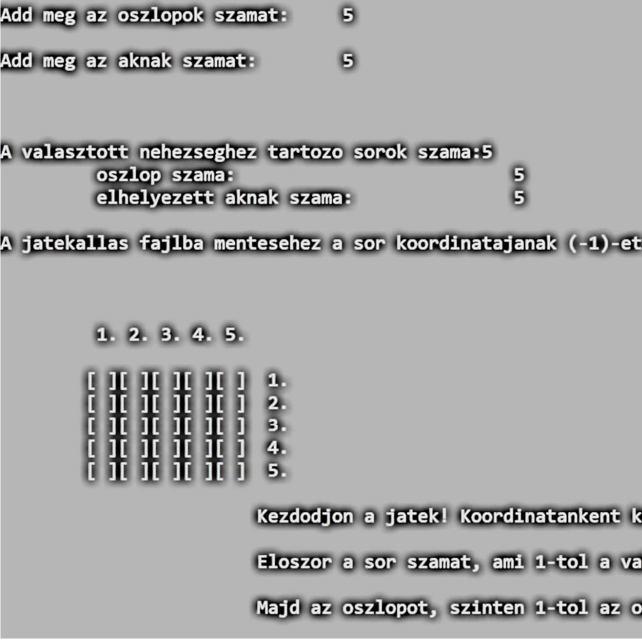 Add meg az oszlopok szamat: 5
Add meg az aknak szamat: 5
A valasztott nehezseghez tartozo sorok szama:5
oszlop szama: 5
elhelyezett aknak szama: 5
A jatekallas fajlba mentesehez a sor koordinatajanak (-1)-et
1. 2. 3. 4. 5.
[ ][ ][ ][ ][ ] 1.
[ ][ ][ ][ ][ ] 2.
[ ][ ][ ][ ][ ] 3.
[ ][ ][ ][ ][ ] 4.
[ ][ ][ ][ ][ ] 5.
Kezdodjon a jatek! Koordinatankent k
Eloszor a sor szamat, ami 1-tol a va
Majd az oszlopot, szinten 1-tol az o